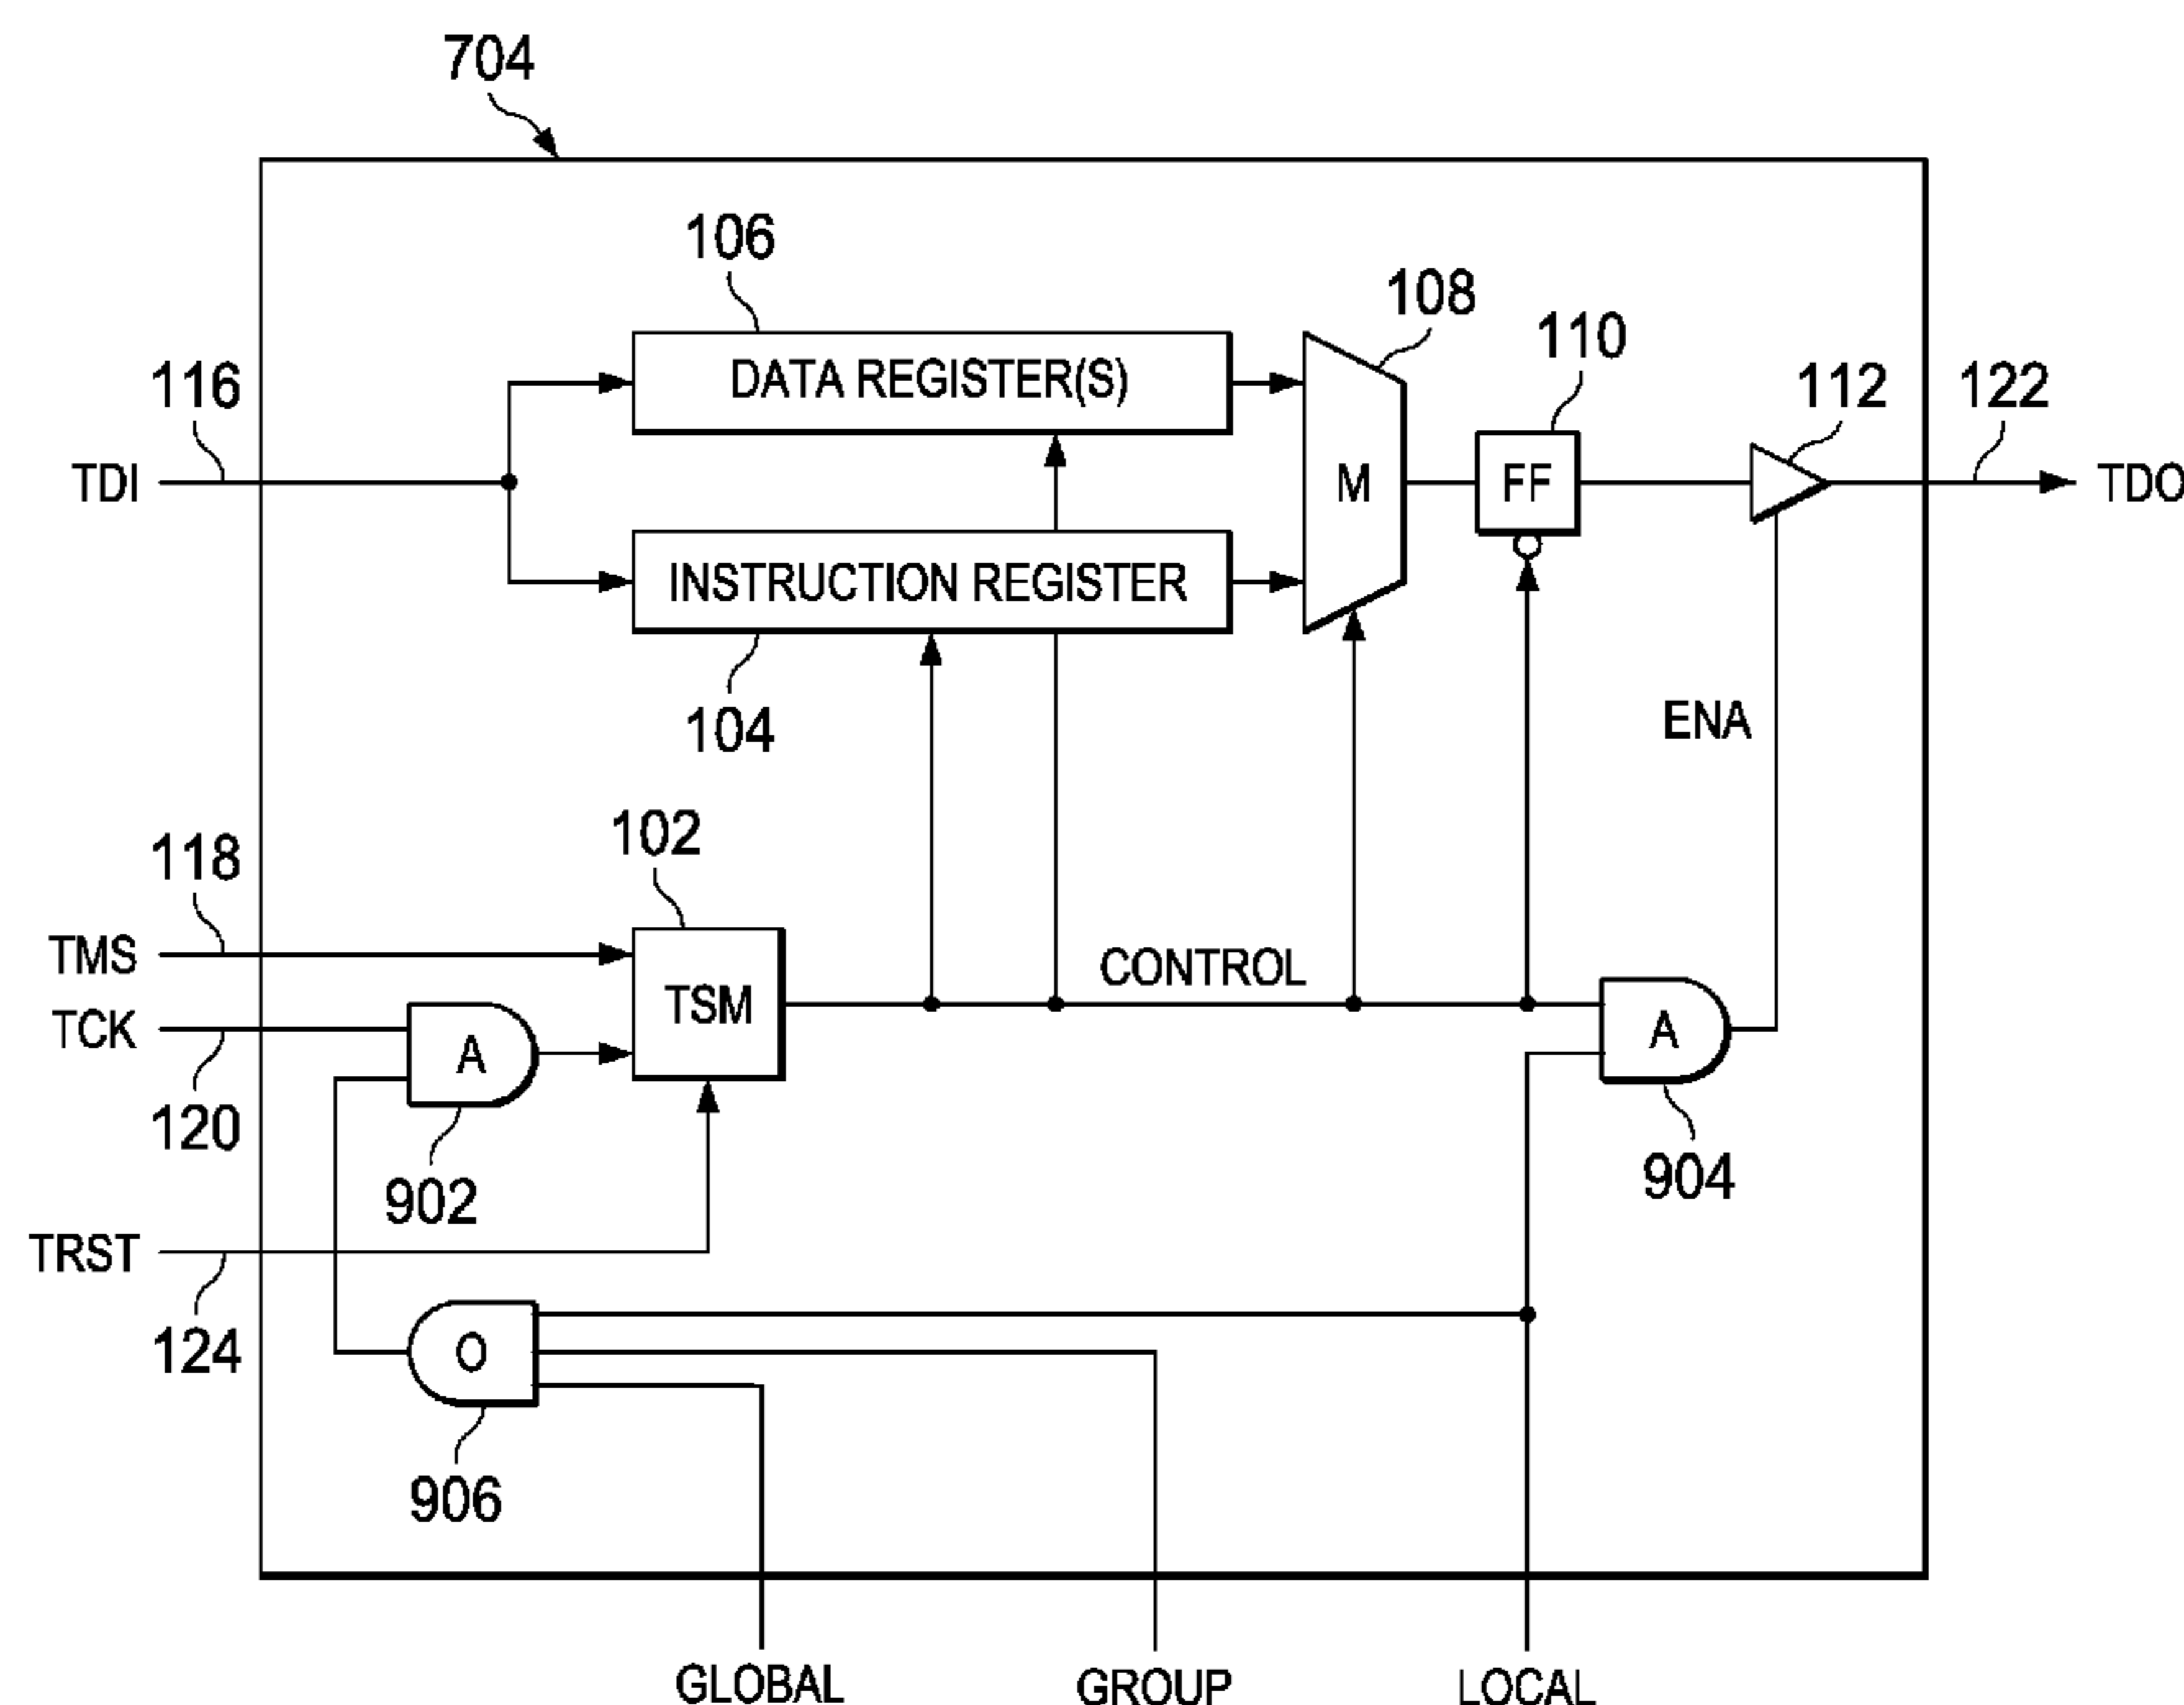 704
106
108
110
116
112
122
DATA REGISTER(S)
TDI
M
FF
TDO
INSTRUCTION REGISTER
104
ENA
102
118
TMS
CONTROL
TSM
TCK
A
A
120
902
904
TRST
124
O
906
GLOBAL
GROUP
LOCAL